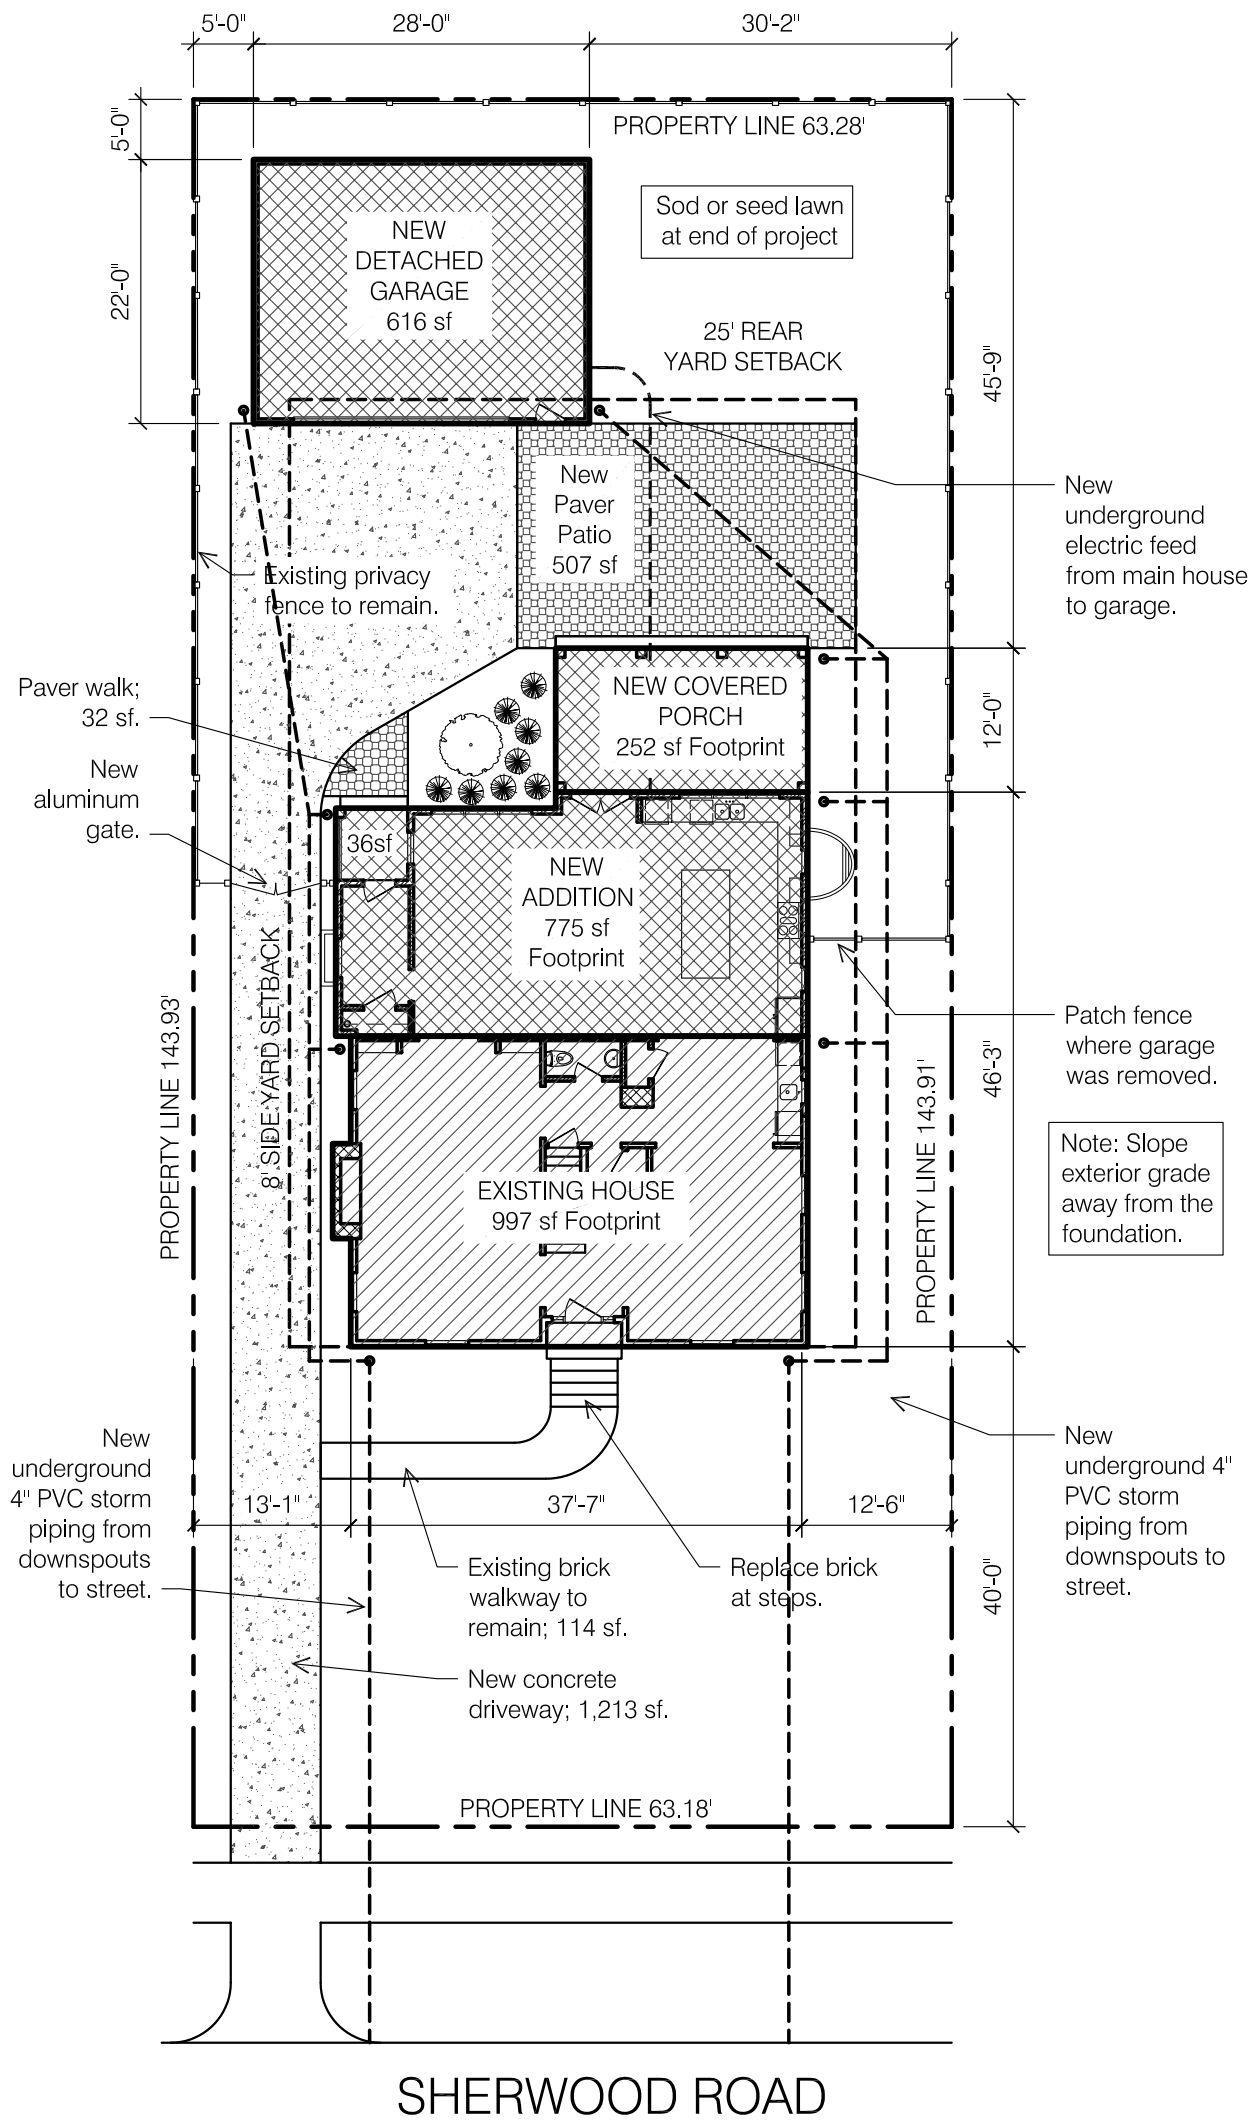 5'-0"
28'-0"
30'-2"
5'-0"
PROPERTY LINE 63.28'
22'-0"
NEW
DETACHED
GARAGE
616 sf
Sod or seed lawn
at end of project
25' REAR
YARD SETBACK
45'-9"
New
Paver
Patio
507 sf
New
underground
electric feed
from main house
to garage.
Existing privacy
fence to remain.
Paver walk;
32 sf.
NEW COVERED
PORCH
252 sf Footprint
12'-0"
New
aluminum
gate.
36sf
NEW
ADDITION
775 sf
Footprint
8' SIDE YARD SETBACK
PROPERTY LINE 143.93'
Patch fence
where garage
was removed.
46'-3"
PROPERTY LINE 143.91'
Note: Slope
exterior grade
away from the
foundation.
EXISTING HOUSE
997 sf Footprint
New
underground
4" PVC storm
piping from
downspouts
to street.
13'-1"
37'-7"
12'-6"
New
underground 4"
PVC storm
piping from
downspouts to
street.
Existing brick
walkway to
remain; 114 sf.
Replace brick
at steps.
40'-0"
New concrete
driveway; 1,213 sf.
PROPERTY LINE 63.18'
SHERWOOD ROAD